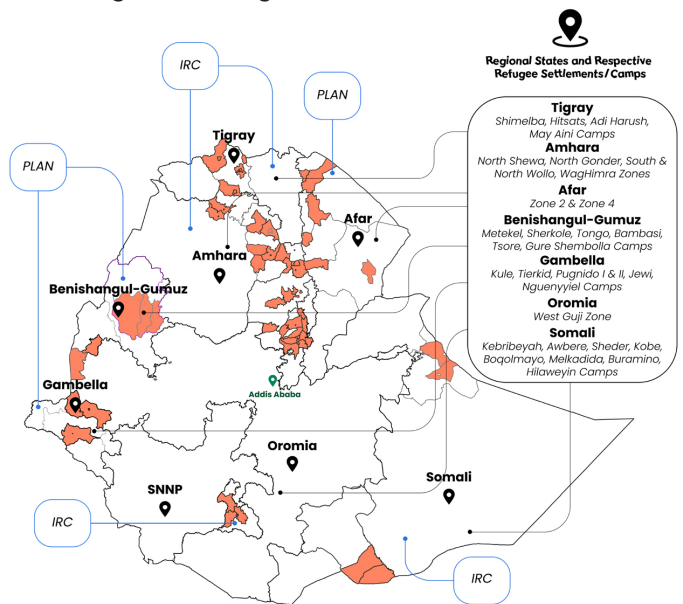 Regional States and Respective
Refugee Settlements/Camps
Tigray
Shimelba, Hitsats, Adi Harush,
May Aini Camps
Amhara
North Shewa, North Gonder, South &
North Wollo, WagHimra Zones
Afar
Zone 2 & Zone 4
Benishangul-Gumuz
Metekel, Sherkole, Tongo, Bambasi,
Tsore, Gure Shembolla Camps
Gambella
Kule, Tierkid, Pugnido I & II, Jewi,
Nguenyyiel Camps
Oromia
West Guji Zone
Somali
Kebribeyah, Awbere, Sheder, Kobe,
Boqolmayo, Melkadida, Buramino,
Hilaweyin Camps
IRC
PLAN
Tigray
PLAN
Afar
Amhara
Benishangul-Gumuz
Gambella
Addis Ababa
Oromia
SNNP
Somali
IRC
IRC